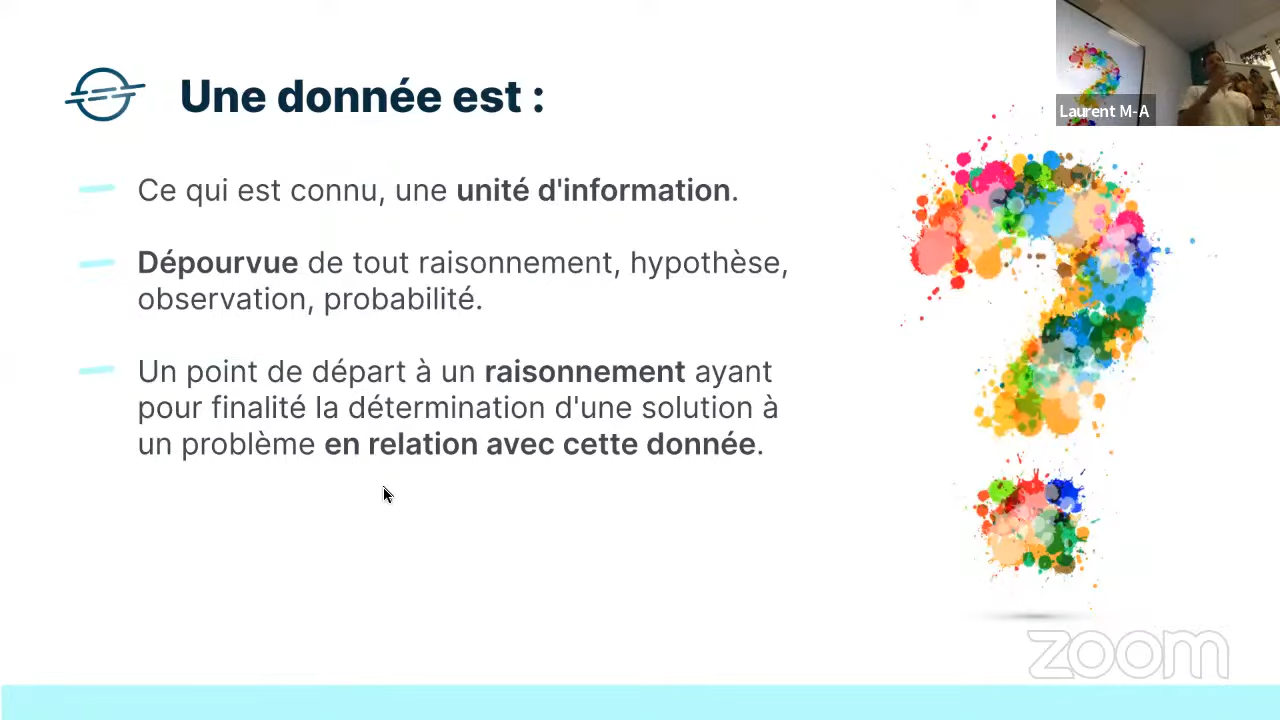 Une donnée est :
Laurent M-A
Ce qui est connu, une unité d'information.
Dépourvue de tout raisonnement, hypothèse,
observation, probabilité.
Un point de départ à un raisonnement ayant
pour finalité la détermination d'une solution à
un problème en relation avec cette donnée.
zoom